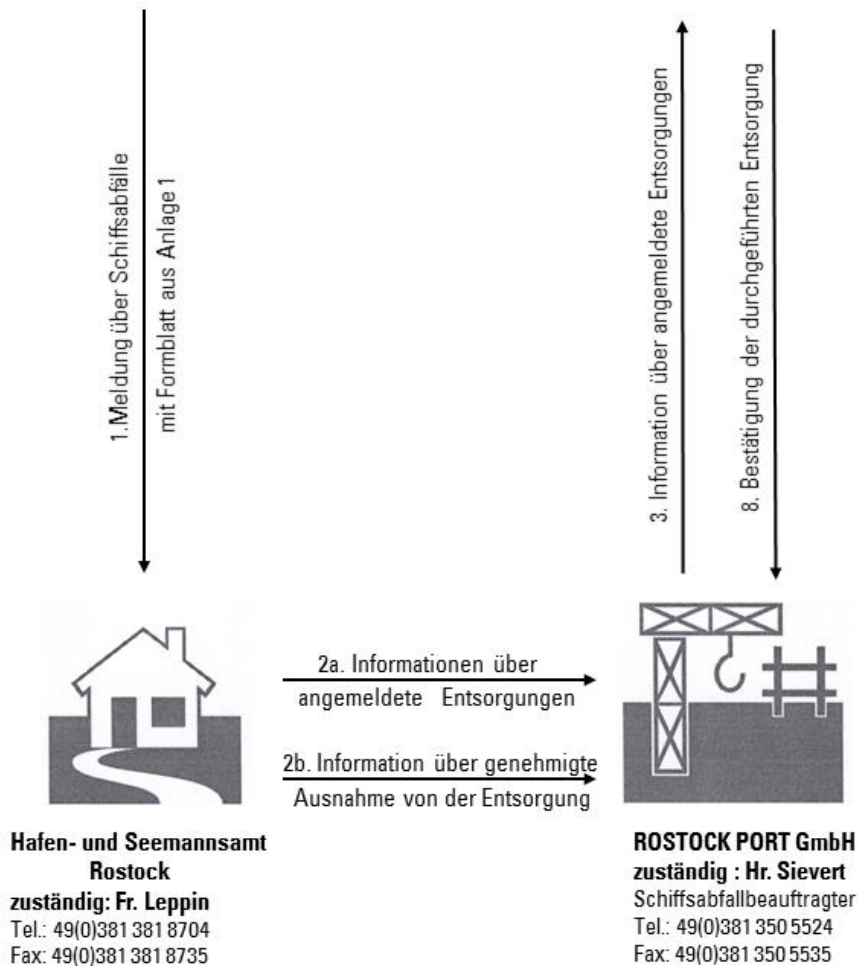 1.Meldung über Schiffsabfälle
mit Formblatt aus Anlage 1
3. Information über angemeldete Entsorgungen
8. Bestätigung der durchgeführten Entsorgung
2a. Informationen über
angemeldete Entsorgungen
2b. Information über genehmigte
Ausnahme von der Entsorgung
Hafen- und Seemannsamt
Rostock
zuständig: Fr. Leppin
Tel.: 49(0)381 381 8704
Fax: 49(0)381 381 8735
ROSTOCK PORT GmbH
zuständig : Hr. Sievert
Schiffsabfallbeauftragter
Tel.: 49(0)381 350 5524
Fax: 49(0)381 350 5535